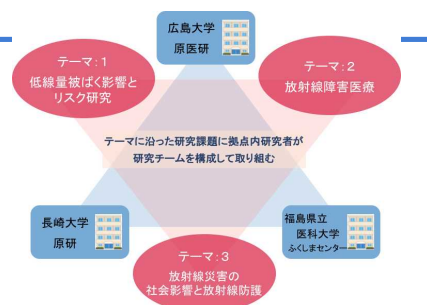 広島大学
原医研
テーマ:1
低線量被ばく影響と
リスク研究
テーマ:2
放射線障害医療
テーマに沿った研究課題に拠点内研究者が
研究チームを構成して取り組む
長崎大学
原研
福島県立
医科大学
ふくしまセンター
テーマ:3
放射線災害の
社会影響と放射線防護